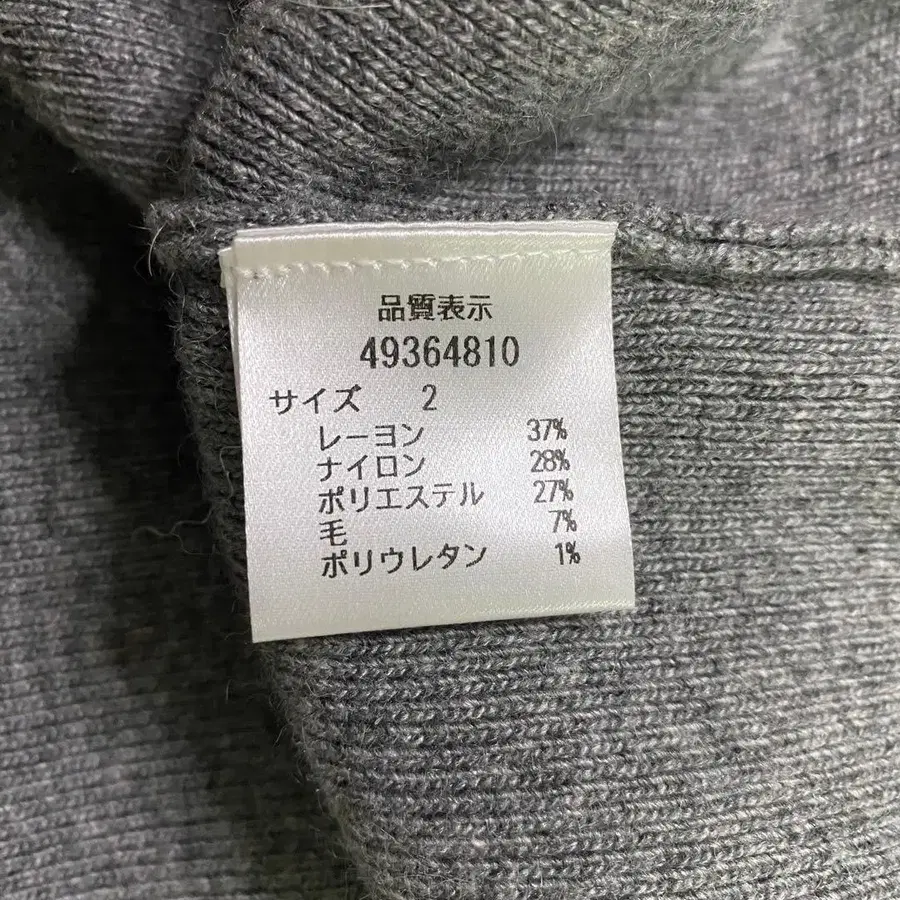 品質表示
49364810
サイズ 2
レーヨン 37%
ナイロン 28%
ポリエステル 27%
毛 7%
ポリウレタン 1%